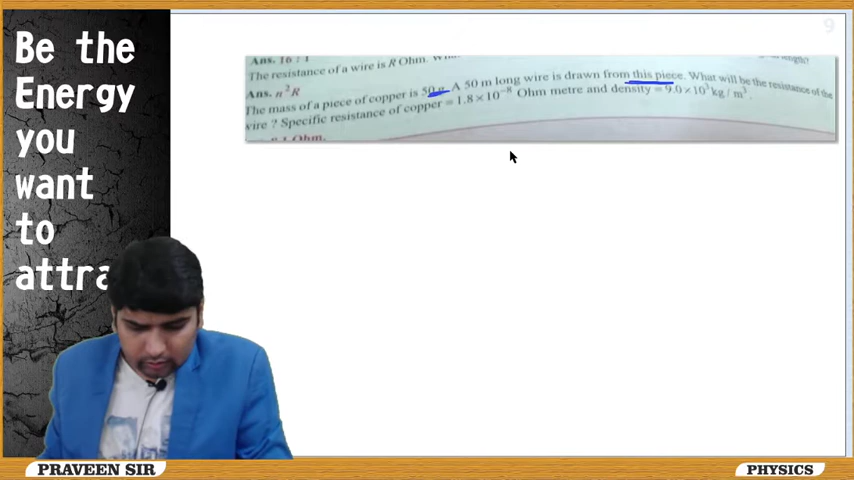 9
Be the
Energy
you
want
to
attra
Ans. 16 : 1
The resistance of a wire is R Ohm.
Ans. n²R
The mass of a piece of copper is 50 g. A 50 m long wire is drawn from this piece. What will be the resistance of the
wire ? Specific resistance of copper = 1.8 × 10⁻⁸ Ohm metre and density = 9.0 × 10³ kg / m³.
Ohm.
PRAVEEN SIR
PHYSICS